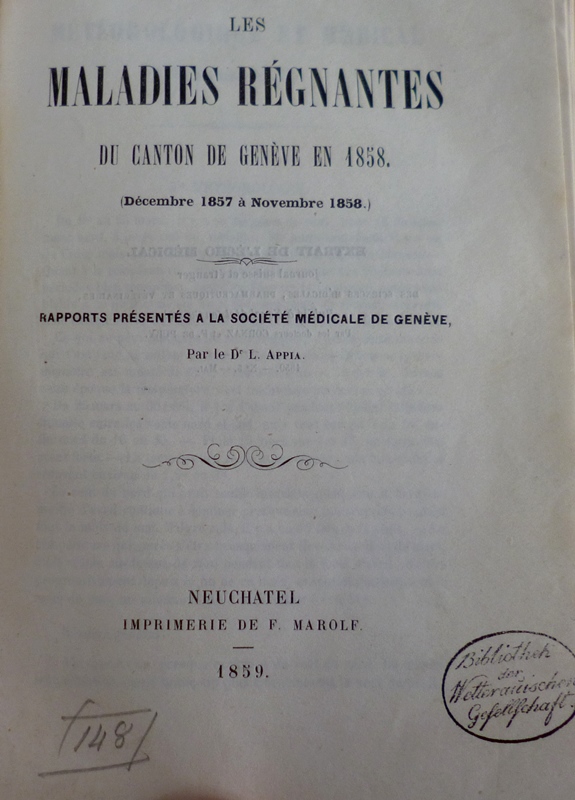 LES
MALADIES RÉGNANTES
DU CANTON DE GENÈVE EN 1858.
(Décembre 1857 à Novembre 1858.)
RAPPORTS PRÉSENTÉS A LA SOCIÉTÉ MÉDICALE DE GENÈVE,
Par le Dr L. APPIA.
NEUCHATEL
IMPRIMERIE DE F. MAROLF.
1859.
Bibliothek
der
Wetterauischen
Gesellschaft.
148